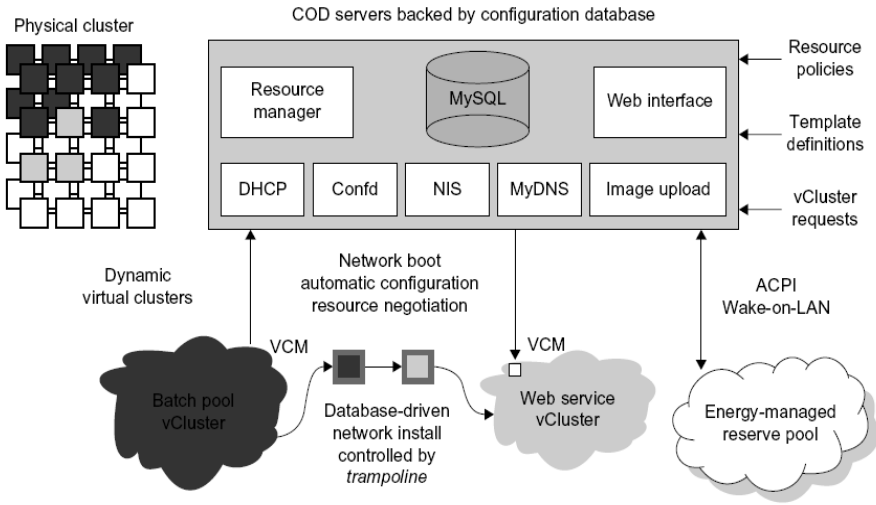 COD servers backed by configuration database
Physical cluster
Resource
manager
MySQL
Web interface
Resource
policies
Template
definitions
DHCP
Confd
NIS
MyDNS
Image upload
vCluster
requests
Dynamic
virtual clusters
Network boot
automatic configuration
resource negotiation
ACPI
Wake-on-LAN
VCM
VCM
Batch pool
vCluster
Database-driven
network install
controlled by
trampoline
Web service
vCluster
Energy-managed
reserve pool